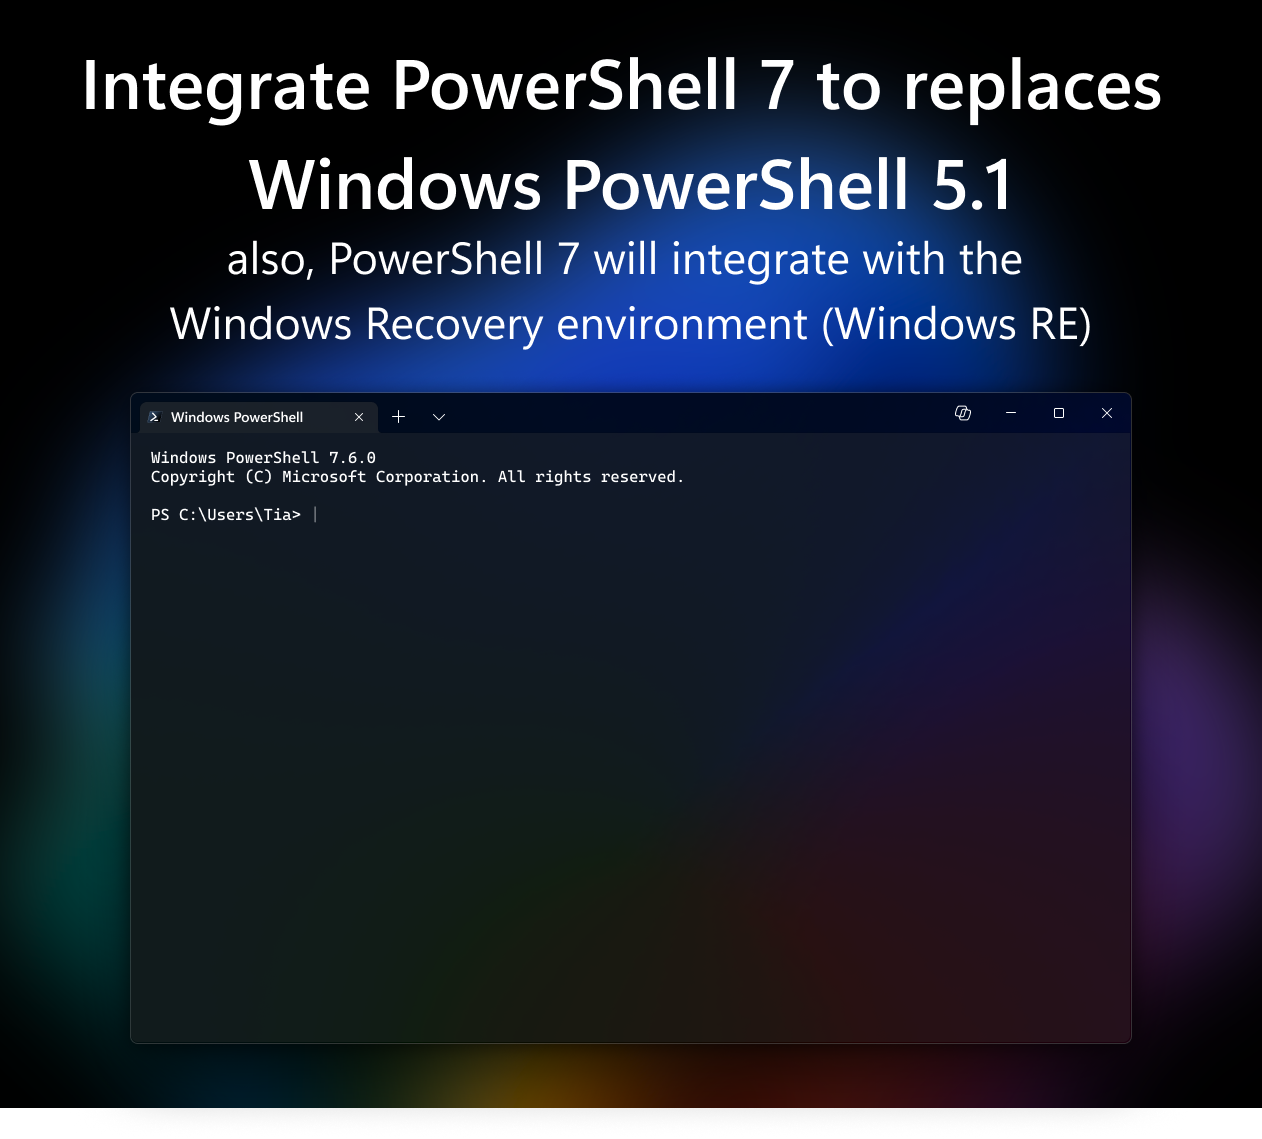 Integrate PowerShell 7 to replaces
Windows PowerShell 5.1
also, PowerShell 7 will integrate with the
Windows Recovery environment (Windows RE)
Windows PowerShell
Windows PowerShell 7.6.0
Copyright (C) Microsoft Corporation. All rights reserved.
PS C:\Users\Tia>